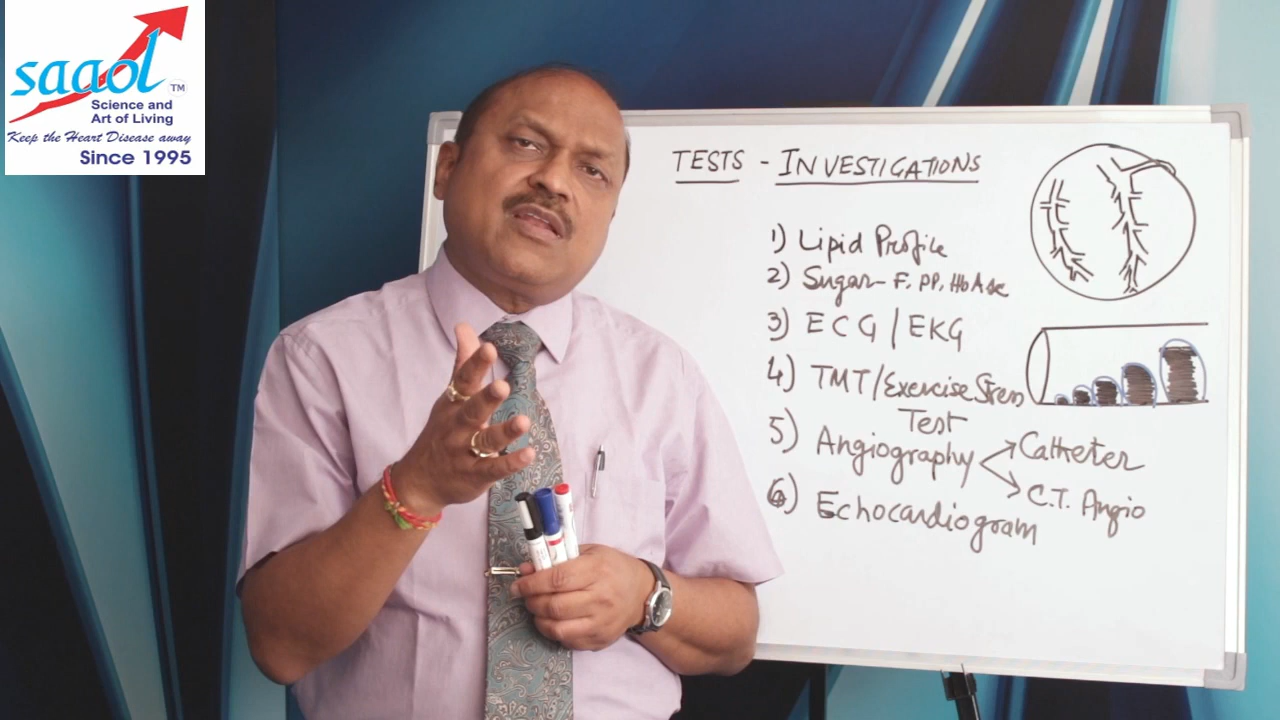 saaol TM
Science and
Art of Living
Keep the Heart Disease away
Since 1995
TESTS - INVESTIGATIONS
1) Lipid Profile
2) Sugar- F, PP, HbA1c
3) ECG / EKG
4) TMT/Exercise Stress
Test
5) Angiography
Catheter
C.T. Angio
6) Echocardiogram